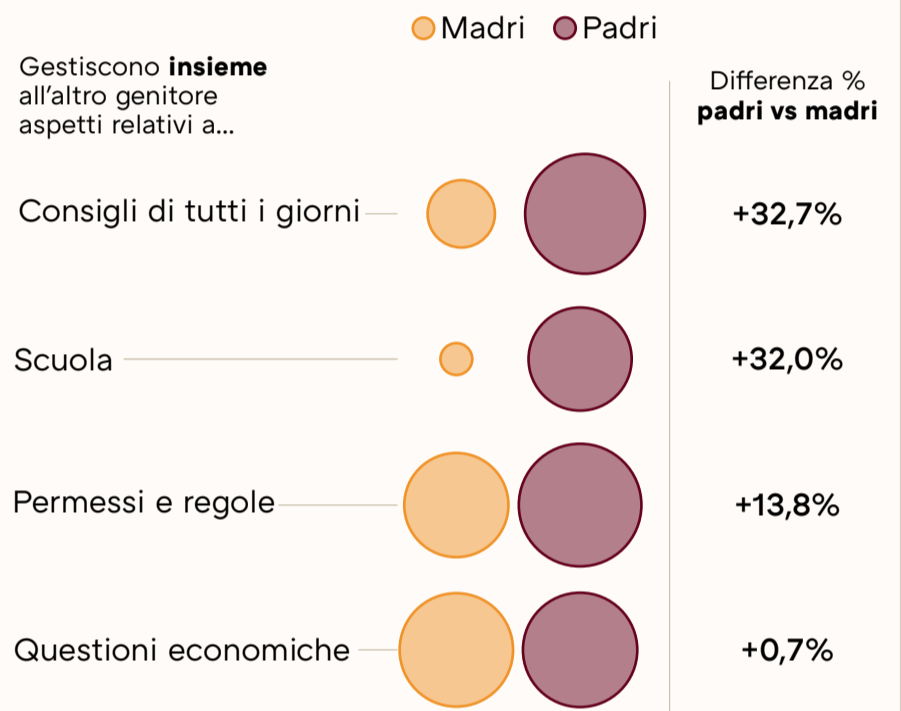 Madri Padri
Gestiscono insieme
all'altro genitore
aspetti relativi a...
Differenza %
padri vs madri
Consigli di tutti i giorni
+32,7%
Scuola
+32,0%
Permessi e regole
+13,8%
Questioni economiche
+0,7%